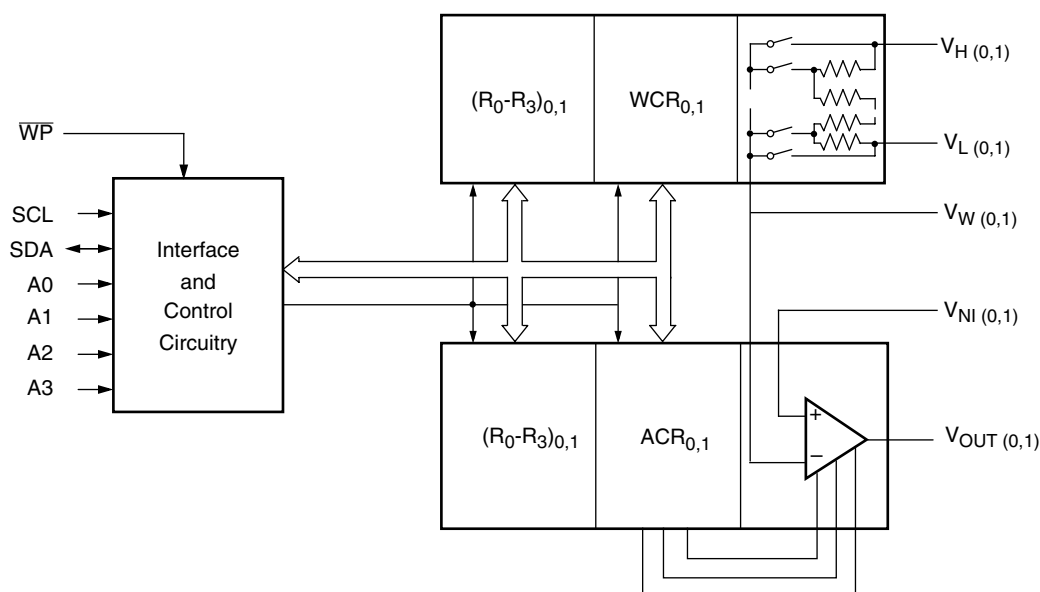 (R0-R3)0,1
WCR0,1
VH (0,1)
VL (0,1)
VW (0,1)
W̅P̅
SCL
SDA
A0
A1
A2
A3
Interface
and
Control
Circuitry
VNI (0,1)
(R0-R3)0,1
ACR0,1
+
−
VOUT (0,1)